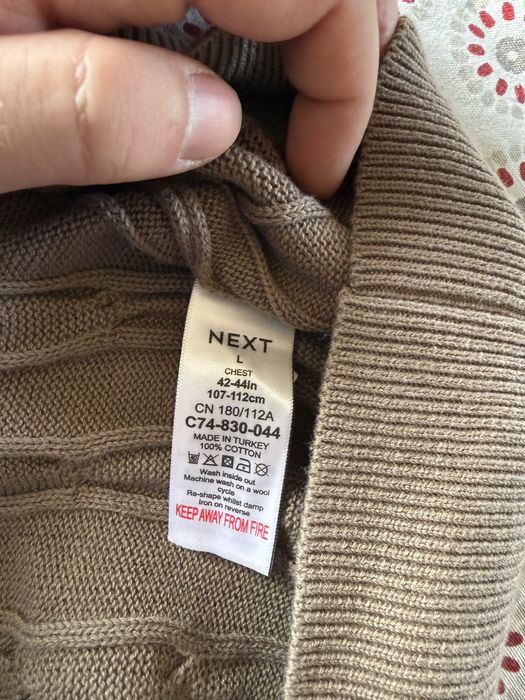 NEXT
L
CHEST
42-44in
107-112cm
CN 180/112A
C74-830-044
MADE IN TURKEY
100% COTTON
Wash inside out
Machine wash on a wool
cycle
Re-shape whilst damp
Iron on reverse
KEEP AWAY FROM FIRE